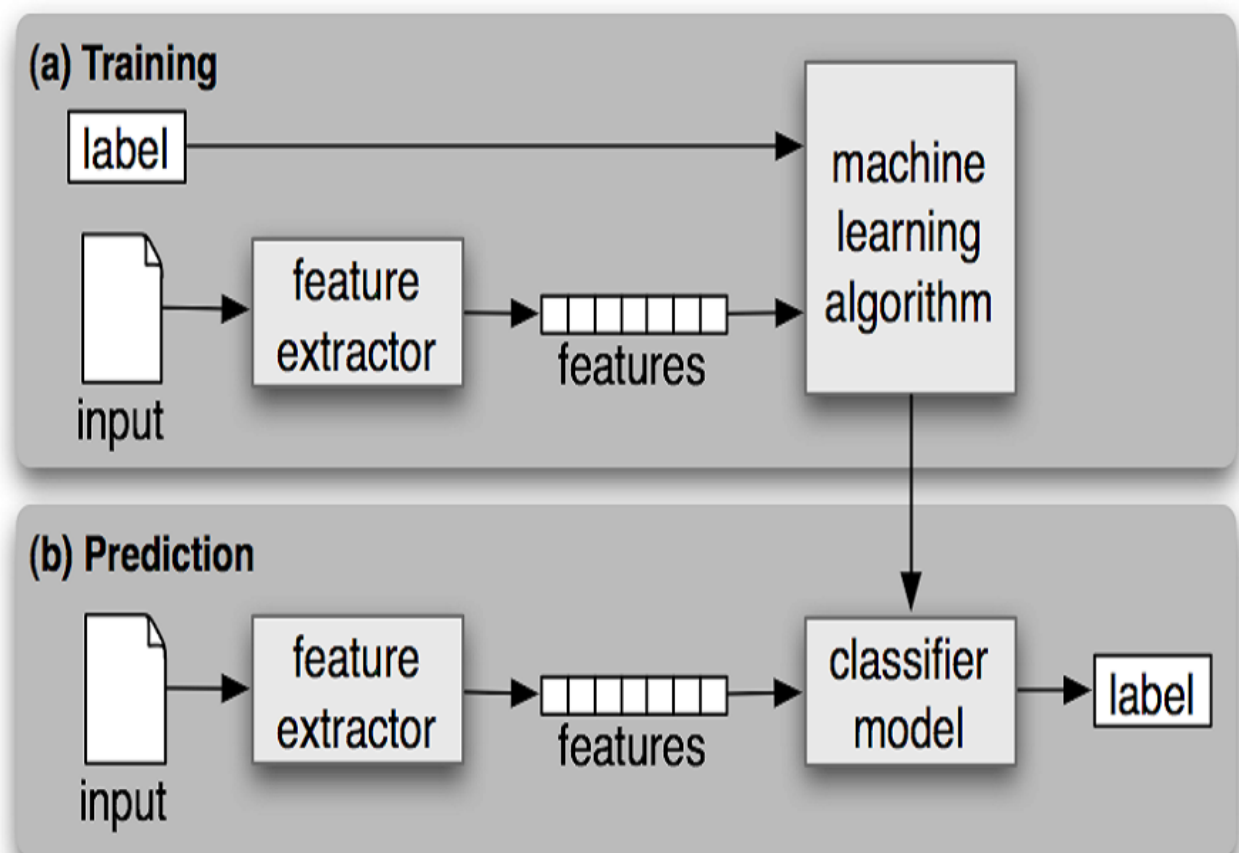 (a) Training
label
machine
learning
algorithm
feature
extractor
features
input
(b) Prediction
feature
extractor
features
input
classifier
model
label